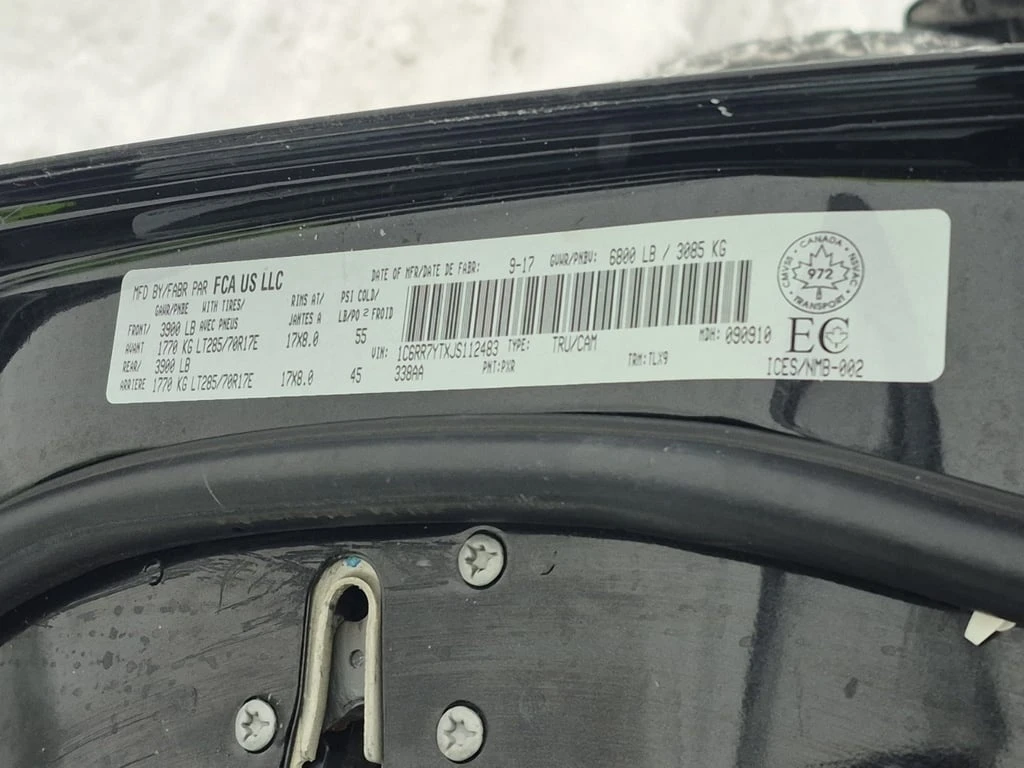 MFD BY/FABR PAR FCA US LLC
DATE OF MFR/DATE DE FABR: 9-17 GVWR/PNBV: 6800 LB / 3085 KG
GAWR/PNBE WITH TIRES/ RIMS AT/ PSI COLD/
AVEC PNEUS JANTES A LB/PO² FROID
FRONT/ 3900 LB
AVANT 1770 KG LT285/70R17E 17X8.0 55
REAR/ 3900 LB
ARRIERE 1770 KG LT285/70R17E 17X8.0 45
VIN: 1C6RR7YTXJS112483 TYPE: TRU/CAM MDH: 090910
338AA PNT:PXR TRM:TLX9
CANADA
CMVSS NSVAC
972
TRANSPORT
EC
ICES/NMB-002